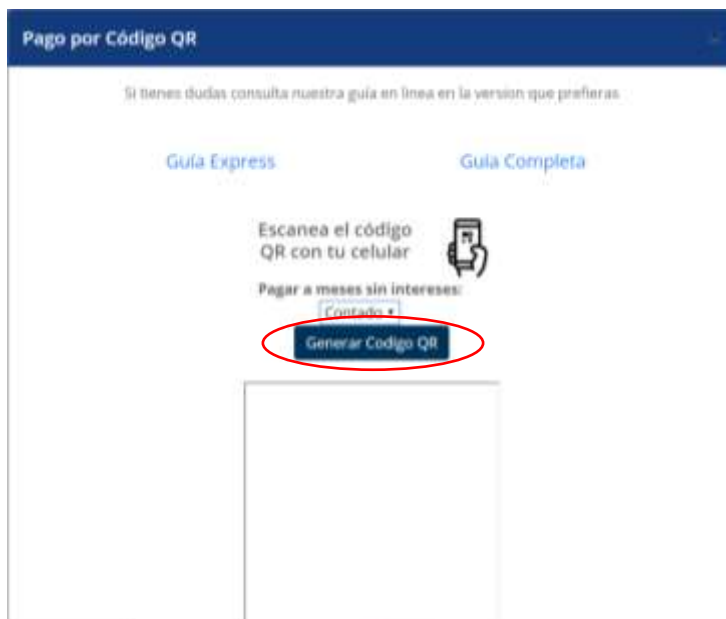 Pago por Código QR
Si tienes dudas consulta nuestra guía en linea en la version que prefieras
Guía Express
Guía Completa
Escanea el código
QR con tu celular
Pagar a meses sin intereses:
Contado
Generar Codigo QR